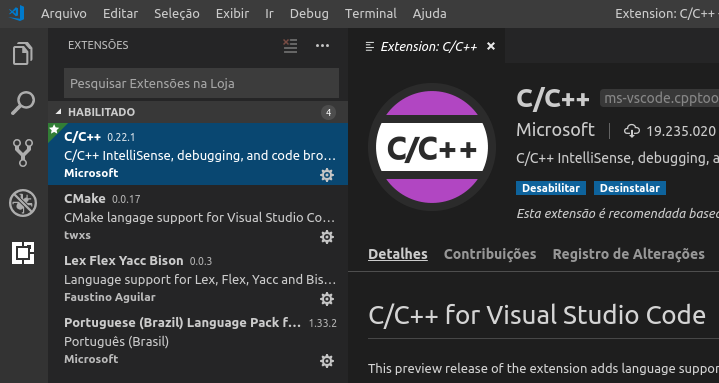 Arquivo Editar Seleção Exibir Ir Debug Terminal Ajuda Extension: C/C++ -
EXTENSÕES
Pesquisar Extensões na Loja
HABILITADO 4
C/C++ 0.22.1
C/C++ IntelliSense, debugging, and code bro...
Microsoft
CMake 0.0.17
CMake langage support for Visual Studio Co...
twxs
Lex Flex Yacc Bison 0.0.3
Language support for Lex, Flex, Yacc and Bis...
Faustino Aguilar
Portuguese (Brazil) Language Pack f... 1.33.2
Português (Brasil)
Microsoft
Extension: C/C++
C/C++
C/C++ ms-vscode.cpptoo
Microsoft 19.235.020
C/C++ IntelliSense, debugging, a
Desabilitar Desinstalar
Esta extensão é recomendada based
Detalhes Contribuições Registro de Alterações
C/C++ for Visual Studio Code
This preview release of the extension adds language suppor